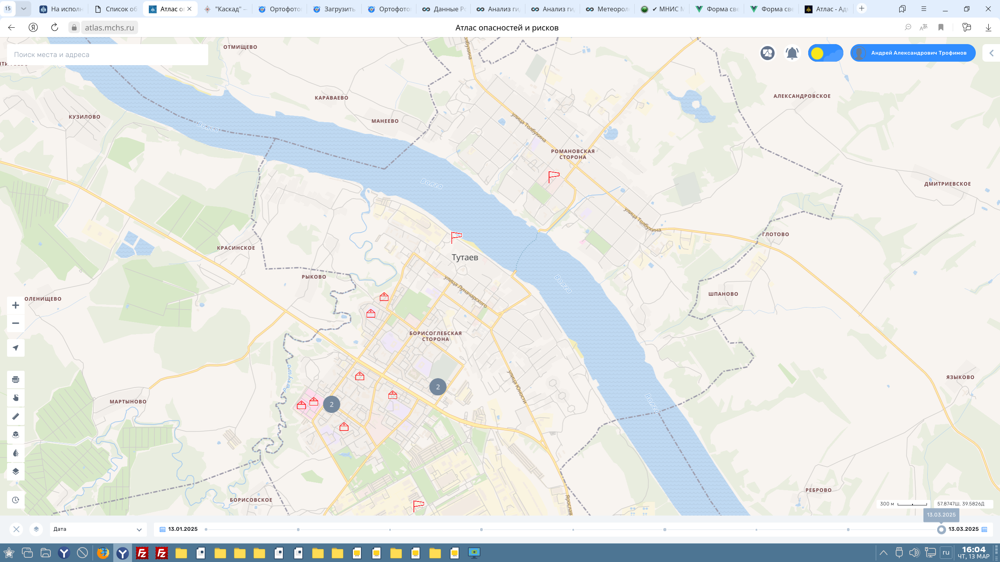 15
На исполн
Список об
Атлас о
"Каскад" –
Ортофото
Загрузить
Ортофото
Данные Р
Анализ ги
Анализ ги
Метеорол
✔ МНИС М
Форма све
Форма све
Атлас - Ад
atlas.mchs.ru
Атлас опасностей и рисков
Поиск места и адреса
Андрей Александрович Трофимов
ОТМИЩЕВО
КАРАВАЕВО
АЛЕКСАНДРОВСКОЕ
КУЗИЛОВО
МАНЕЕВО
Волга
улица Толбухина
РОМАНОВСКАЯ
СТОРОНА
Волга
ДМИТРИЕВСКОЕ
улица Толбухина
ГЛОТОВО
КРАСИНСКОЕ
Тутаев
РЫКОВО
улица Луначарского
Волга
ШПАНОВО
ОЛЕНИЩЕВО
БОРИСОГЛЕБСКАЯ
СТОРОНА
Рыкуша
улица Юности
ЯЗЫКОВО
2
2
МАРТЫНОВО
Волга
РЕБРОВО
БОРИСОВСКОЕ
Ярослав
300 м
57.8747Ш, 39.5826Д
13.03.2025
Дата
13.01.2025
13.03.2025
ru
16:04
ЧТ, 13 МАР